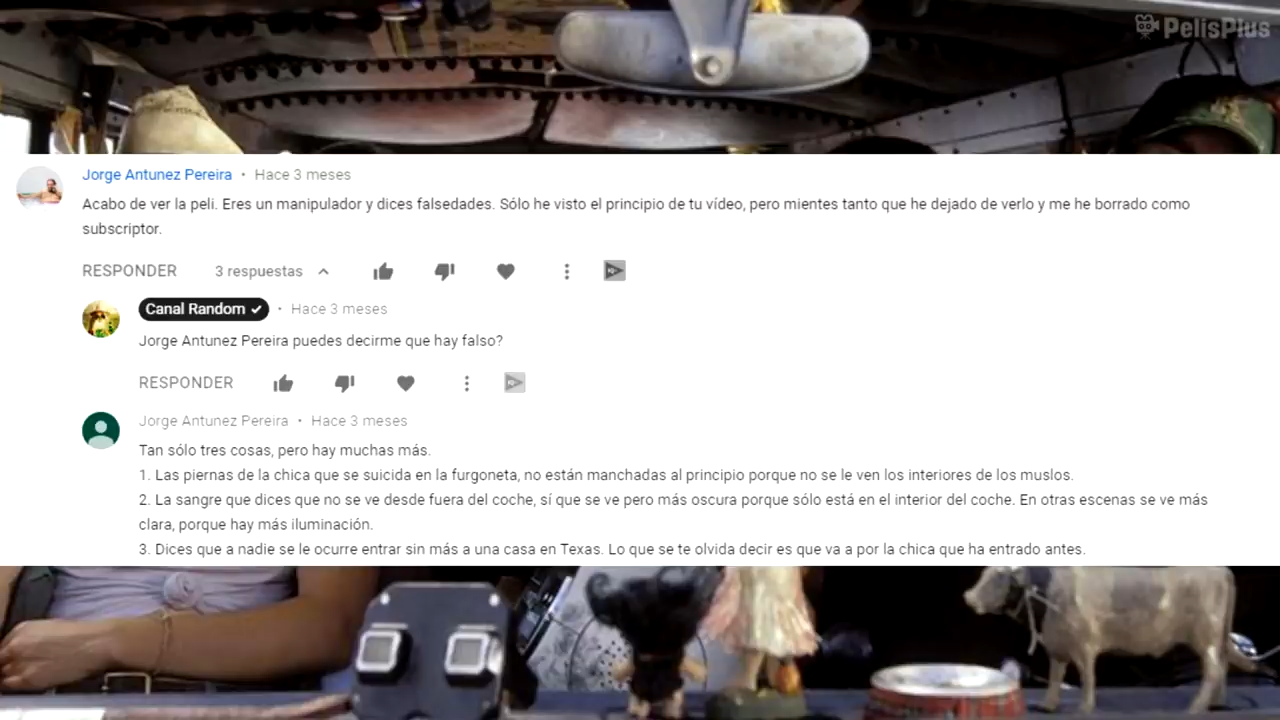 PelisPlus
Jorge Antunez Pereira • Hace 3 meses
Acabo de ver la peli. Eres un manipulador y dices falsedades. Sólo he visto el principio de tu vídeo, pero mientes tanto que he dejado de verlo y me he borrado como
subscriptor.
RESPONDER 3 respuestas
Canal Random • Hace 3 meses
Jorge Antunez Pereira puedes decirme que hay falso?
RESPONDER
Jorge Antunez Pereira • Hace 3 meses
Tan sólo tres cosas, pero hay muchas más.
1. Las piernas de la chica que se suicida en la furgoneta, no están manchadas al principio porque no se le ven los interiores de los muslos.
2. La sangre que dices que no se ve desde fuera del coche, sí que se ve pero más oscura porque sólo está en el interior del coche. En otras escenas se ve más
clara, porque hay más iluminación.
3. Dices que a nadie se le ocurre entrar sin más a una casa en Texas. Lo que se te olvida decir es que va a por la chica que ha entrado antes.